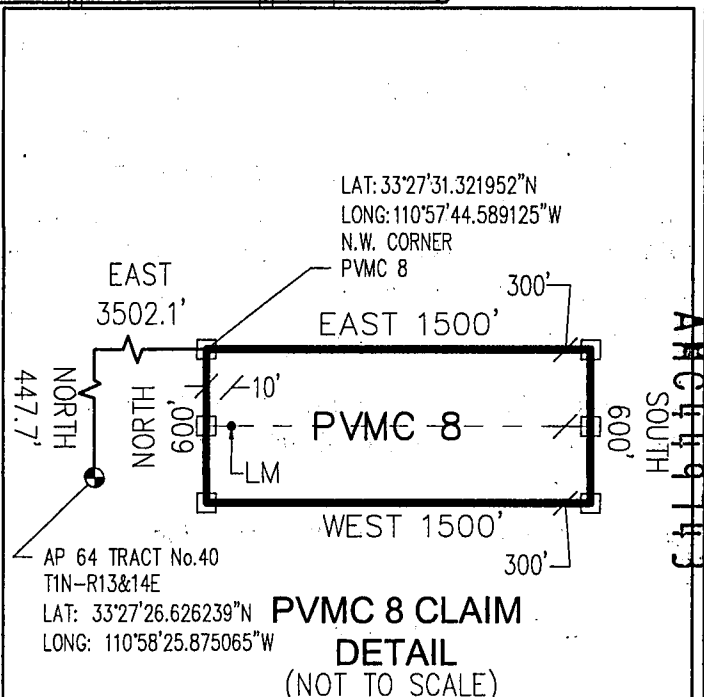 LAT: 33°27'31.321952"N
LONG: 110°57'44.589125"W
N.W. CORNER
PVMC 8
EAST
3502.1'
300'
EAST 1500'
NORTH
447.7'
NORTH
600'
10'
PVMC 8
LM
600'
SOUTH
WEST 1500'
300'
AP 64 TRACT No.40
T1N-R13&14E
LAT: 33°27'26.626239"N
LONG: 110°58'25.875065"W
PVMC 8 CLAIM
DETAIL
(NOT TO SCALE)